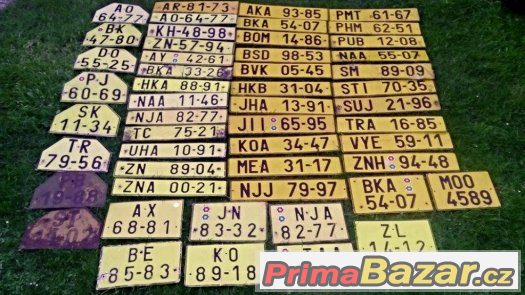 AO
64-77
BK
47-80
DO
55-25
PJ
60-69
SK
11-34
TR
79-56
AR-81-73
AO-64-77
KH-48-98
ZN-57-94
AY 42-61
BKA 33-26
HKA 88-91
NAA 11-46
NJA 82-77
TC 75-21
UHA 10-91
ZN 89-04
ZNA 00-21
AKA 93-85
BKA 54-07
BOM 14-86
BSD 98-53
BVK 05-45
HKB 31-04
JHA 13-91
JII 65-95
KOA 34-47
MEA 31-17
NJJ 79-97
PMT 61-67
PHM 62-51
PUB 12-08
NAA 55-07
SM 89-09
STI 70-35
SUJ 21-96
TRA 16-85
VYE 59-11
ZNH 94-48
BKA
54-07
MOO
4589
AX
68-81
JN
83-32
NJA
82-77
BE
85-83
KO
89-18
ZL
14-12
PrimaBazar.cz